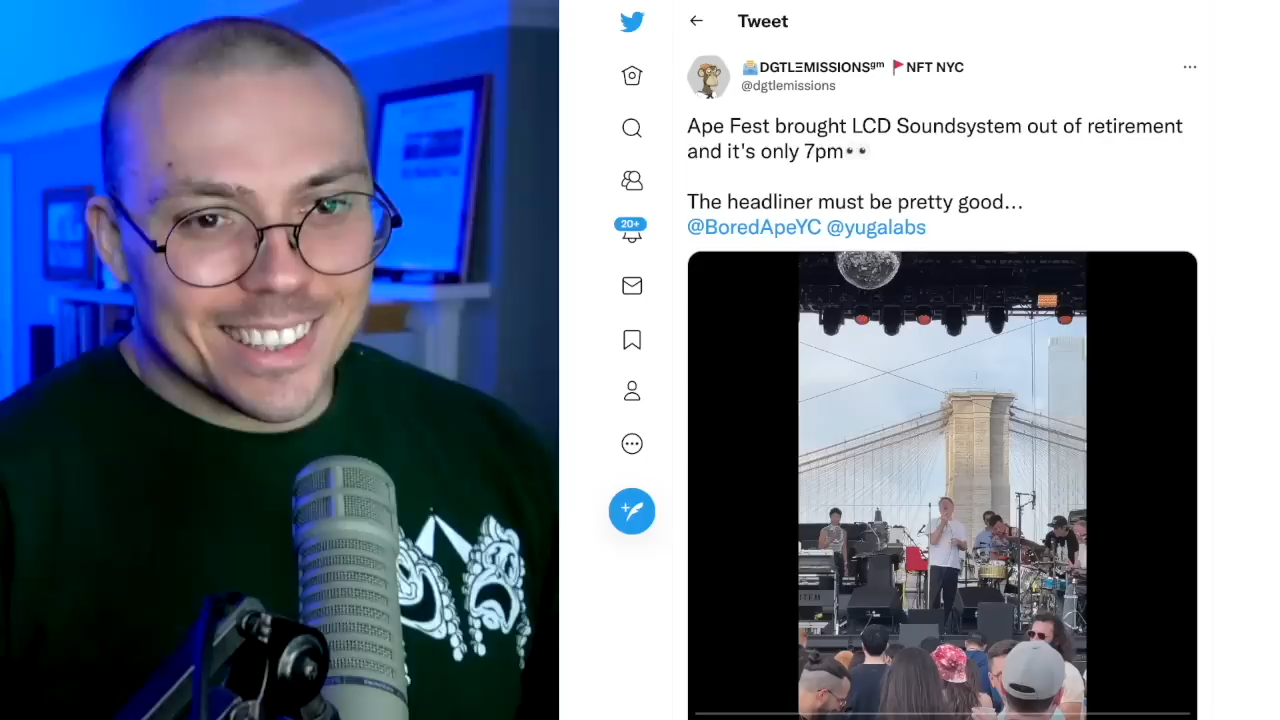 Tweet
DGTLΞMISSIONSᵍᵐ 🚩NFT NYC
@dgtlemissions
Ape Fest brought LCD Soundsystem out of retirement
and it's only 7pm👀
The headliner must be pretty good...
@BoredApeYC @yugalabs
20+